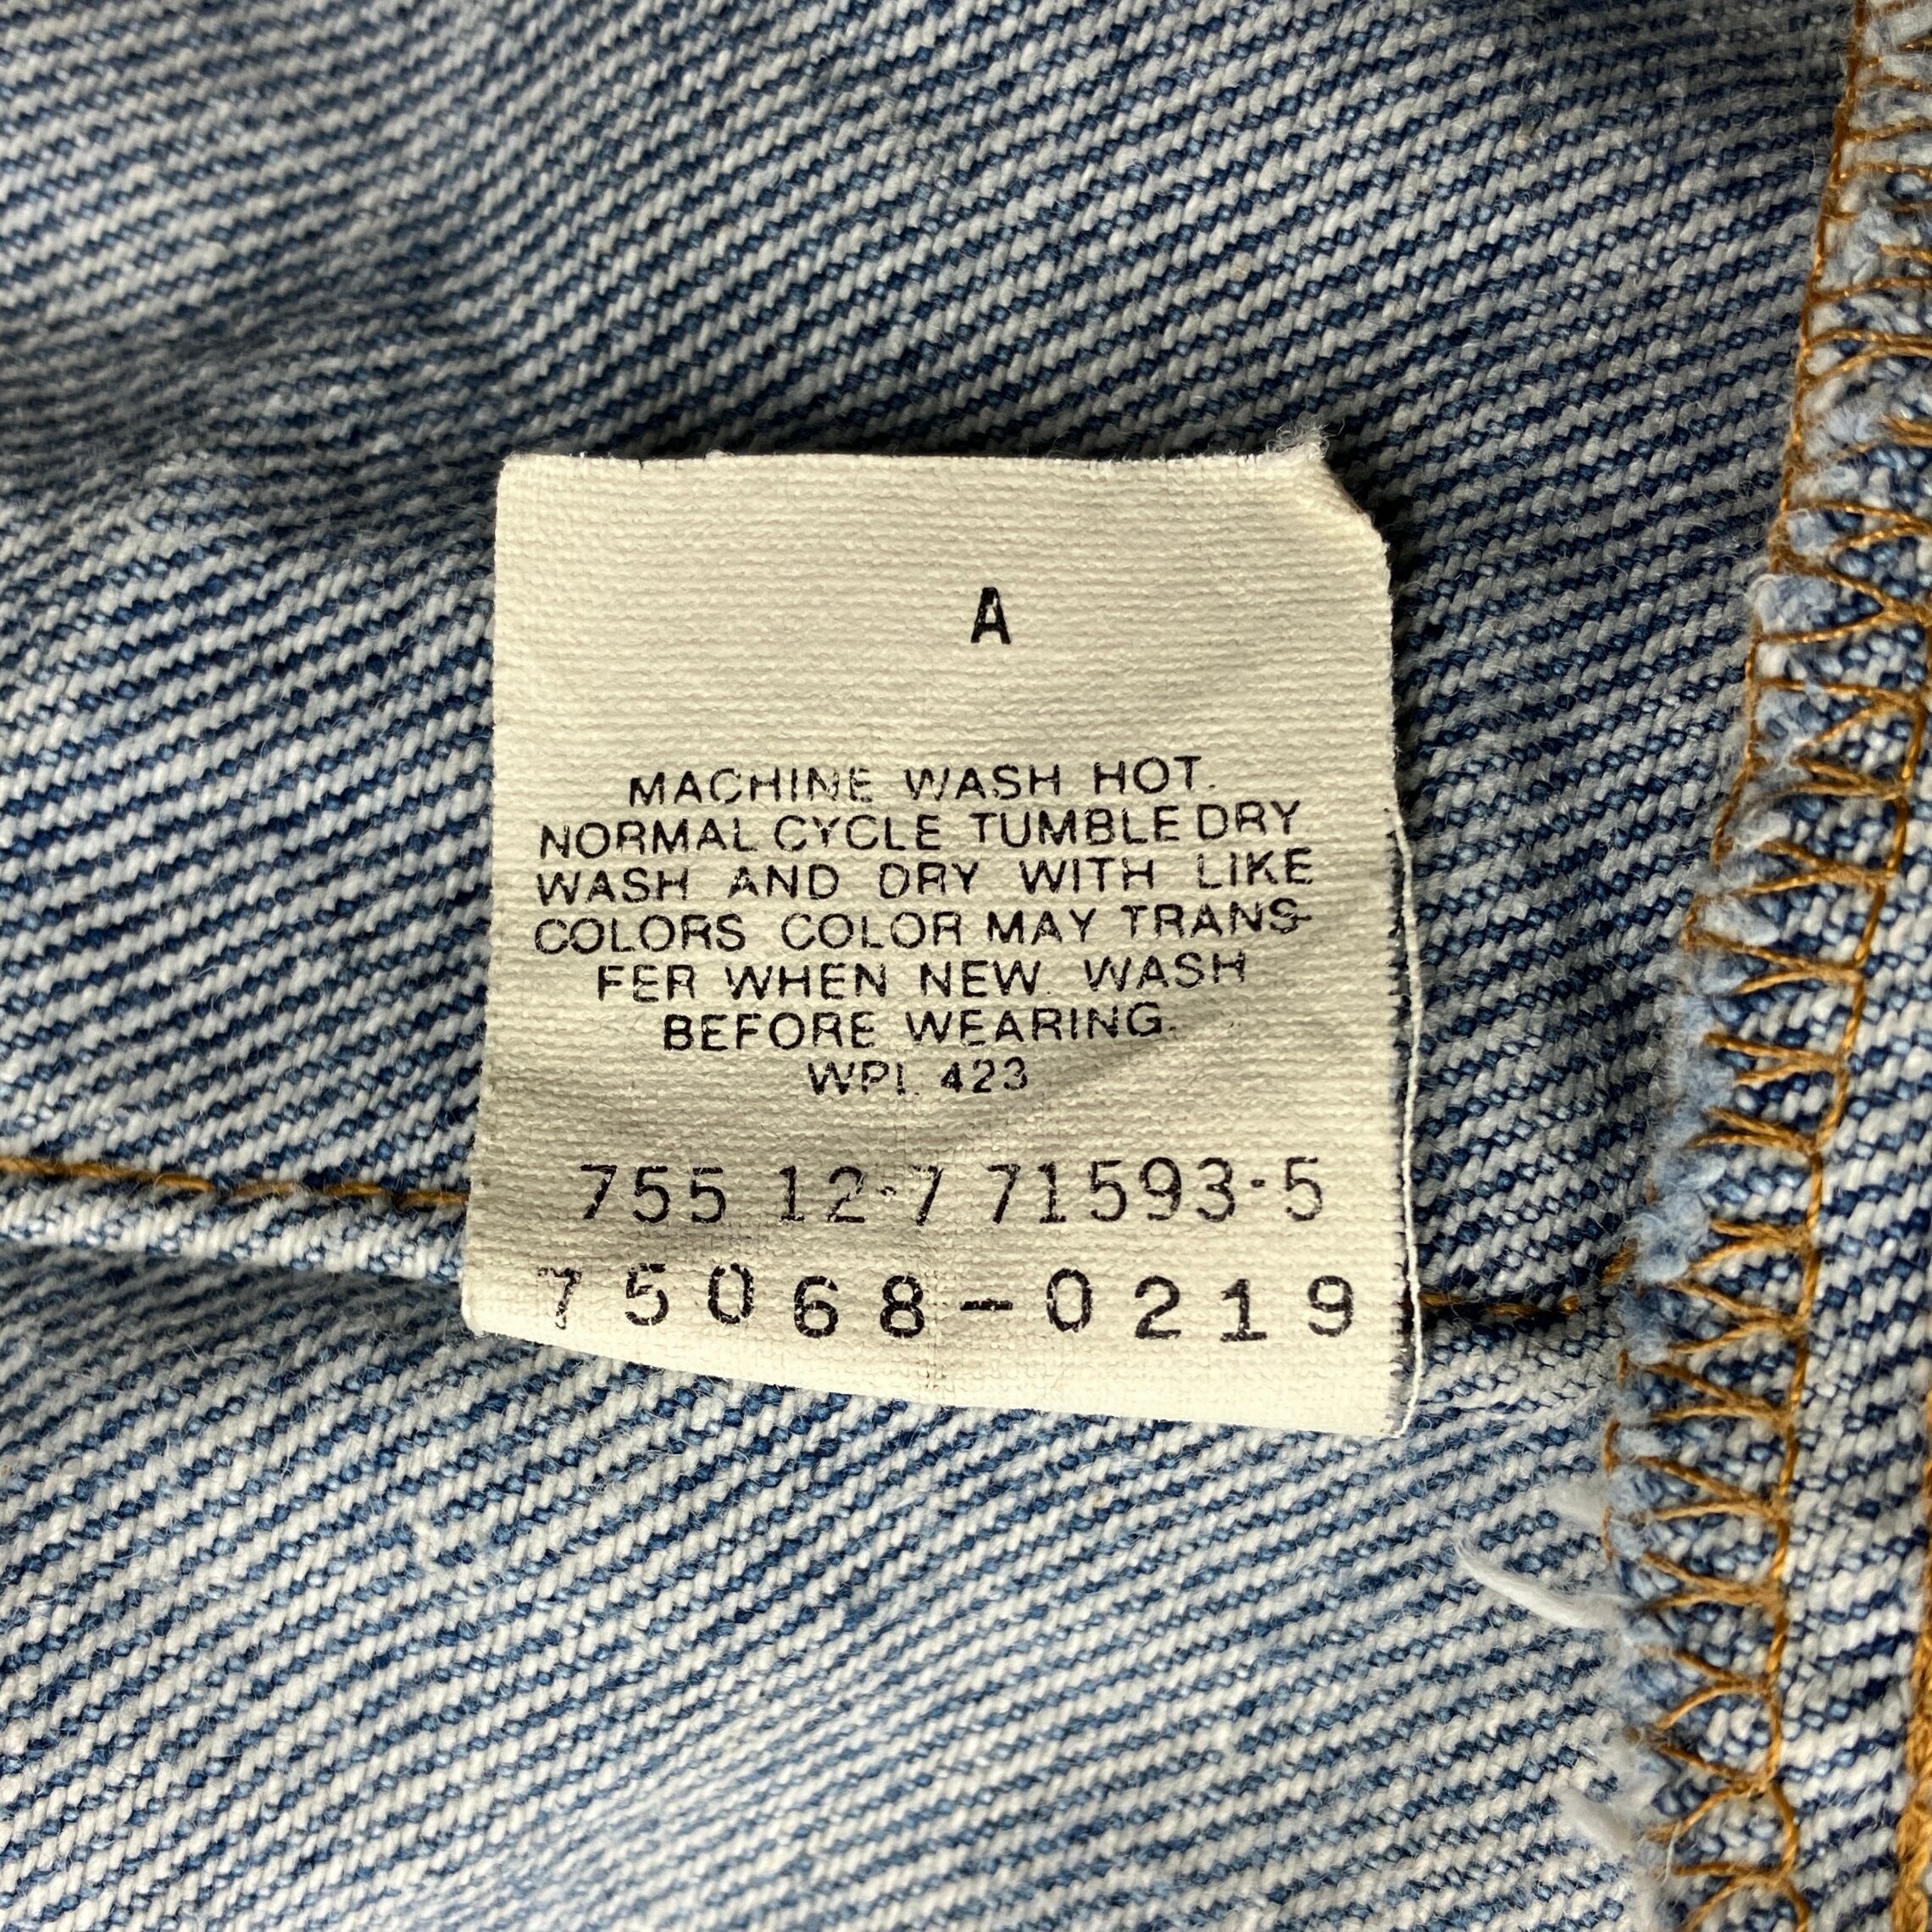 A
MACHINE WASH HOT.
NORMAL CYCLE TUMBLE DRY
WASH AND DRY WITH LIKE
COLORS COLOR MAY TRANS-
FER WHEN NEW. WASH
BEFORE WEARING.
WPL 423
755 12-7 71593-5
75068-0219